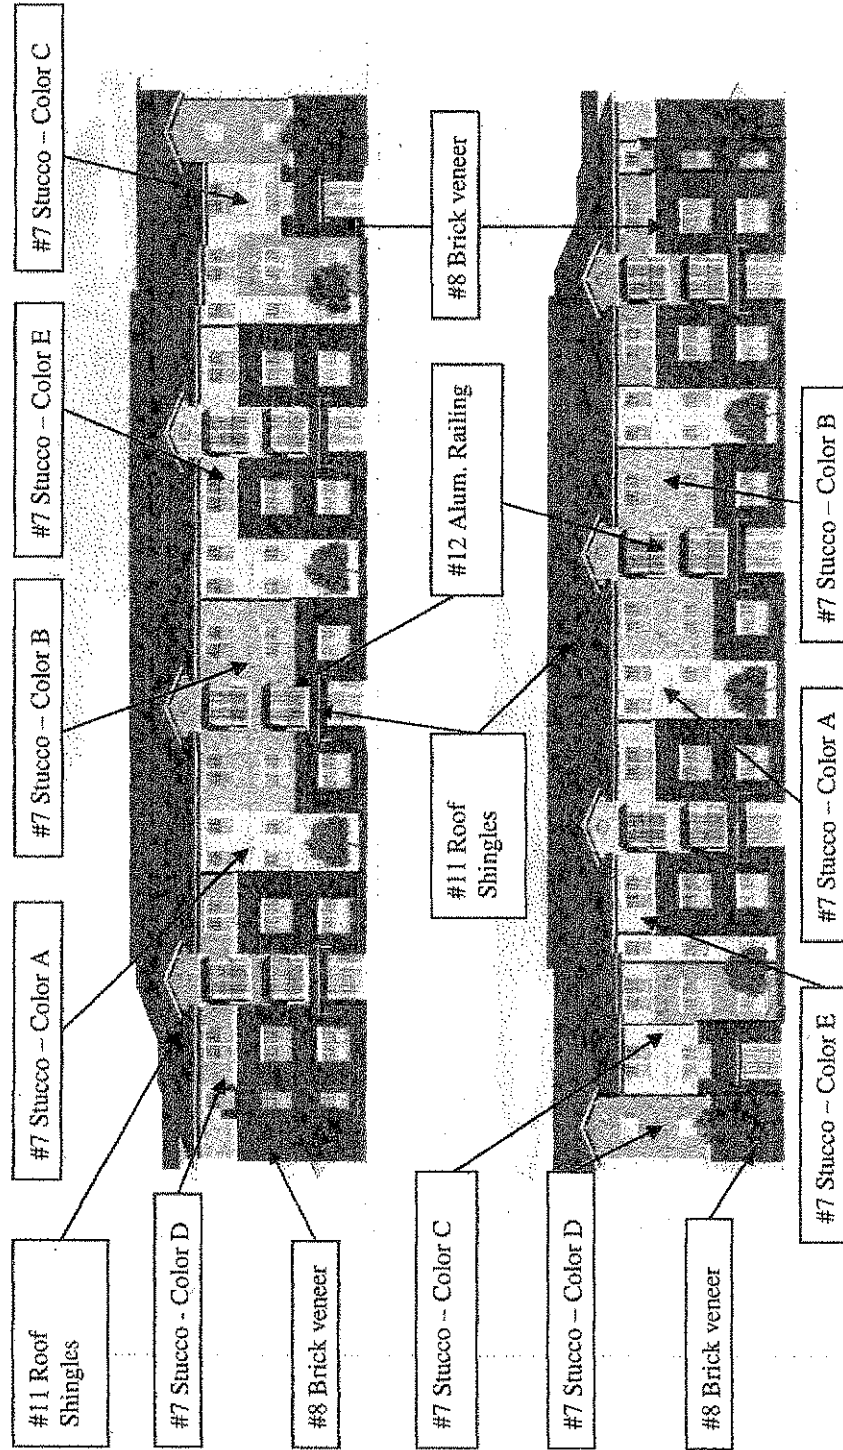 #11 Roof
Shingles
#7 Stucco – Color A
#7 Stucco – Color B
#7 Stucco – Color E
#7 Stucco – Color C
#7 Stucco - Color D
#8 Brick veneer
#7 Stucco – Color C
#11 Roof
Shingles
#12 Alum. Railing
#8 Brick veneer
#7 Stucco – Color D
#8 Brick veneer
#7 Stucco – Color E
#7 Stucco – Color A
#7 Stucco – Color B